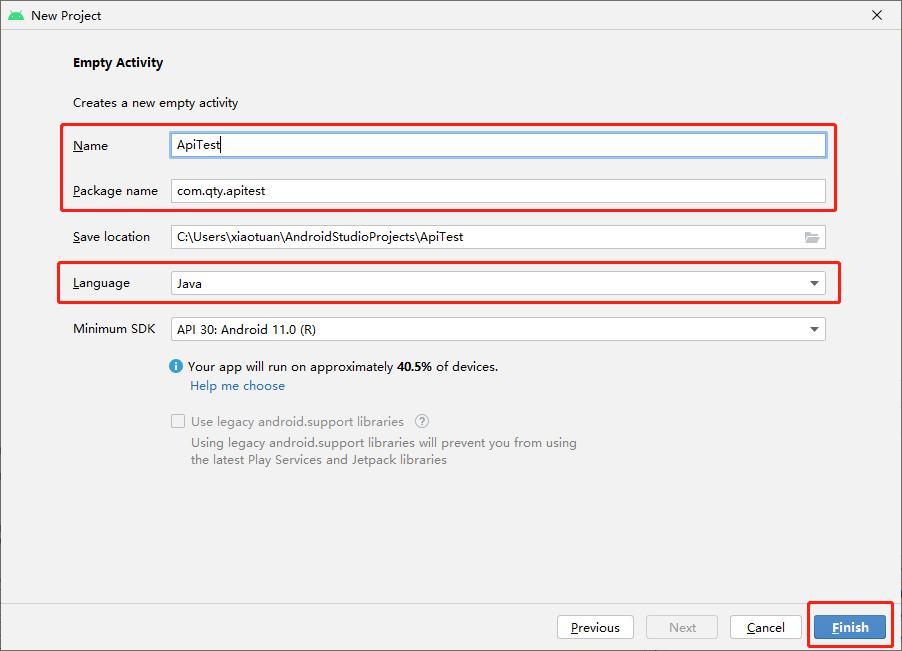 New Project
Empty Activity
Creates a new empty activity
Name ApiTest
Package name com.qty.apitest
Save location C:\Users\xiaotuan\AndroidStudioProjects\ApiTest
Language Java
Minimum SDK API 30: Android 11.0 (R)
Your app will run on approximately 40.5% of devices.
Help me choose
Use legacy android.support libraries ?
Using legacy android.support libraries will prevent you from using
the latest Play Services and Jetpack libraries
Previous Next Cancel Finish